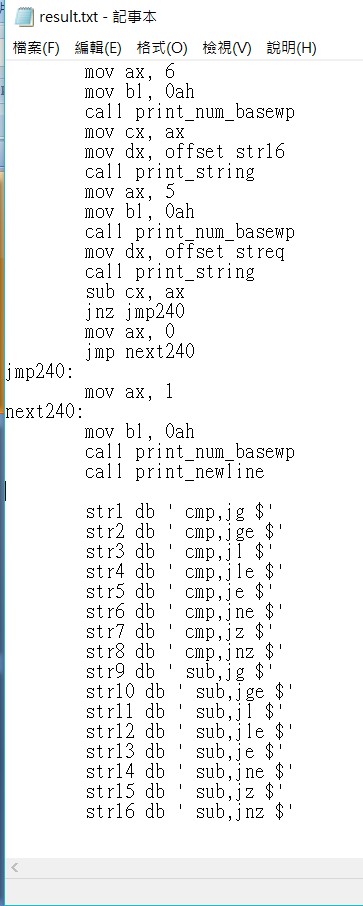 result.txt - 記事本
檔案(F) 編輯(E) 格式(O) 檢視(V) 說明(H)
mov ax, 6
mov bl, 0ah
call print_num_basewp
mov cx, ax
mov dx, offset str16
call print_string
mov ax, 5
mov bl, 0ah
call print_num_basewp
mov dx, offset streq
call print_string
sub cx, ax
jnz jmp240
mov ax, 0
jmp next240
jmp240:
mov ax, 1
next240:
mov bl, 0ah
call print_num_basewp
call print_newline
str1 db ' cmp,jg $'
str2 db ' cmp,jge $'
str3 db ' cmp,jl $'
str4 db ' cmp,jle $'
str5 db ' cmp,je $'
str6 db ' cmp,jne $'
str7 db ' cmp,jz $'
str8 db ' cmp,jnz $'
str9 db ' sub,jg $'
str10 db ' sub,jge $'
str11 db ' sub,jl $'
str12 db ' sub,jle $'
str13 db ' sub,je $'
str14 db ' sub,jne $'
str15 db ' sub,jz $'
str16 db ' sub,jnz $'